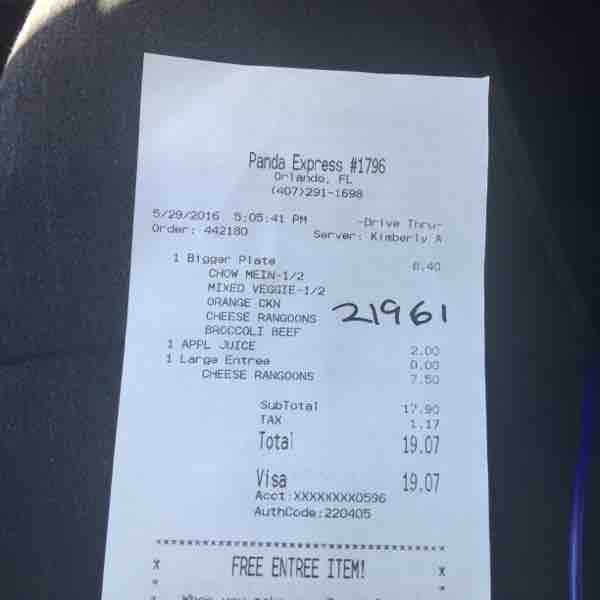 Panda Express #1796
Orlando, FL
(407)291-1698
5/29/2016 5:05:41 PM -Drive Thru-
Order: 442180 Server: Kimberly A
1 Bigger Plate 8.40
CHOW MEIN-1/2
MIXED VEGGIE-1/2
ORANGE CKN
CHEESE RANGOONS
21961
BROCCOLI BEEF
1 APPL JUICE 2.00
1 Large Entree 0.00
CHEESE RANGOONS 7.50
SubTotal 17.90
TAX 1.17
Total 19.07
Visa 19.07
Acct:XXXXXXXX0596
AuthCode:220405
X FREE ENTREE ITEM! X